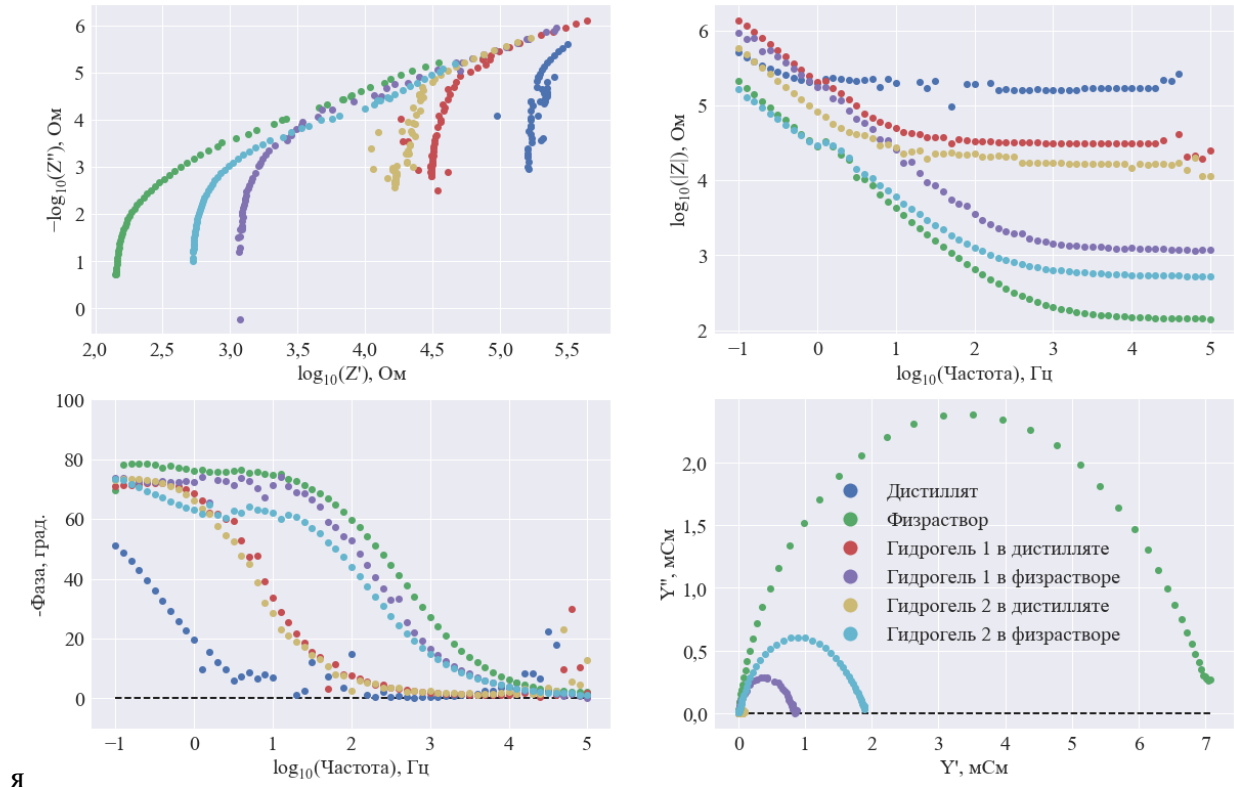 6
5
4
3
2
1
0
−log₁₀(Z''), Ом
2,0 2,5 3,0 3,5 4,0 4,5 5,0 5,5
log₁₀(Z'), Ом
6
5
4
3
2
log₁₀(|Z|), Ом
−1 0 1 2 3 4 5
log₁₀(Частота), Гц
100
80
60
40
20
0
-Фаза, град.
−1 0 1 2 3 4 5
log₁₀(Частота), Гц
2,0
1,5
1,0
0,5
0,0
Y'', мСм
Дистиллят
Физраствор
Гидрогель 1 в дистилляте
Гидрогель 1 в физрастворе
Гидрогель 2 в дистилляте
Гидрогель 2 в физрастворе
0 1 2 3 4 5 6 7
Y', мСм
я